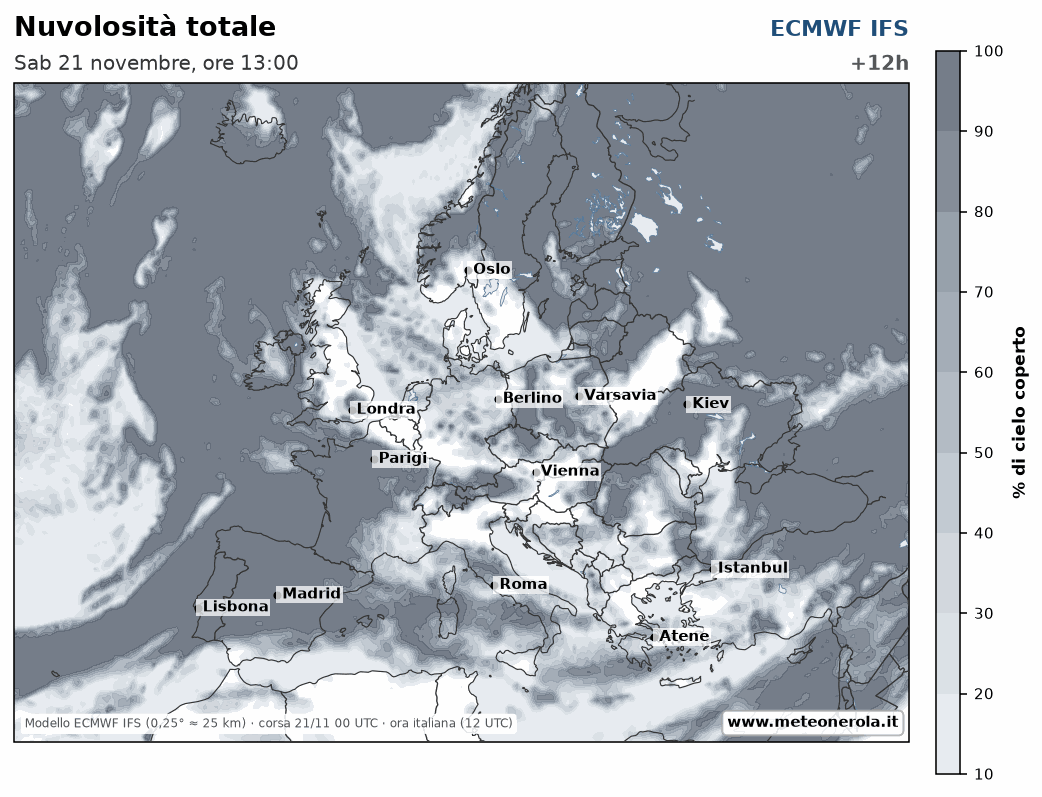 Nuvolosità totale
ECMWF IFS
Sab 21 novembre, ore 13:00
+12h
100
90
80
70
60
50
40
30
20
10
% di cielo coperto
Oslo
Londra
Berlino
Varsavia
Kiev
Parigi
Vienna
Istanbul
Roma
Madrid
Lisbona
Atene
Modello ECMWF IFS (0,25° ≈ 25 km) · corsa 21/11 00 UTC · ora italiana (12 UTC)
www.meteonerola.it